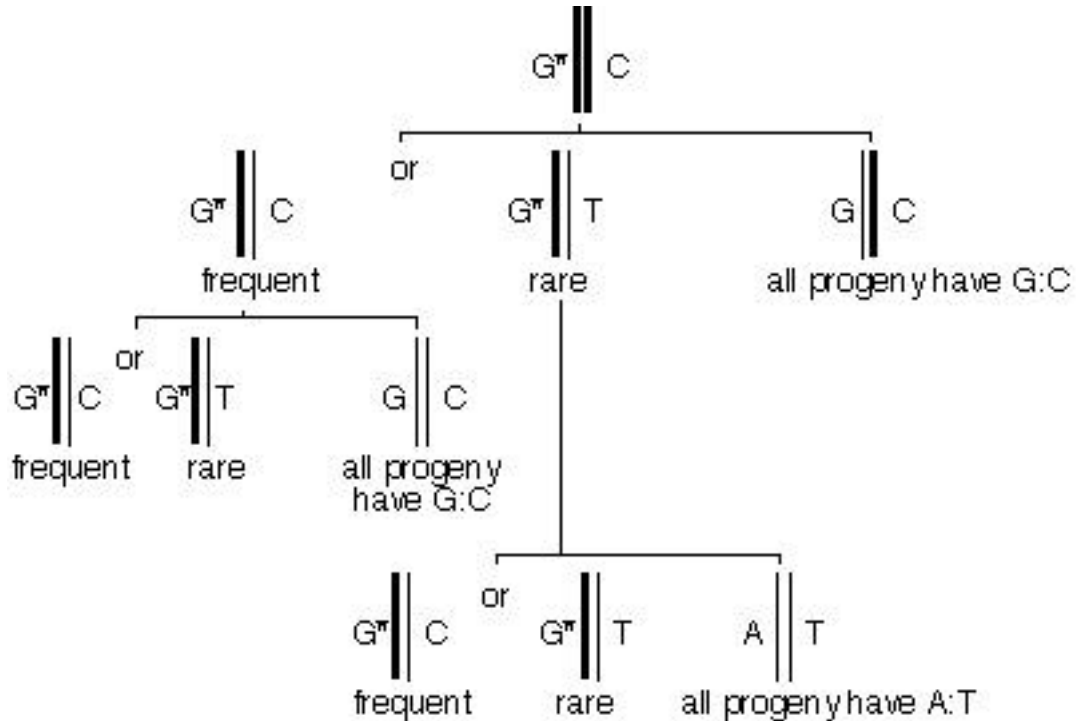 G* C
or
G* C
G* T
G C
frequent
rare
all progeny have G:C
or
G* C
G* T
G C
frequent
rare
all progeny
have G:C
or
G* C
G* T
A T
frequent
rare
all progeny have A:T